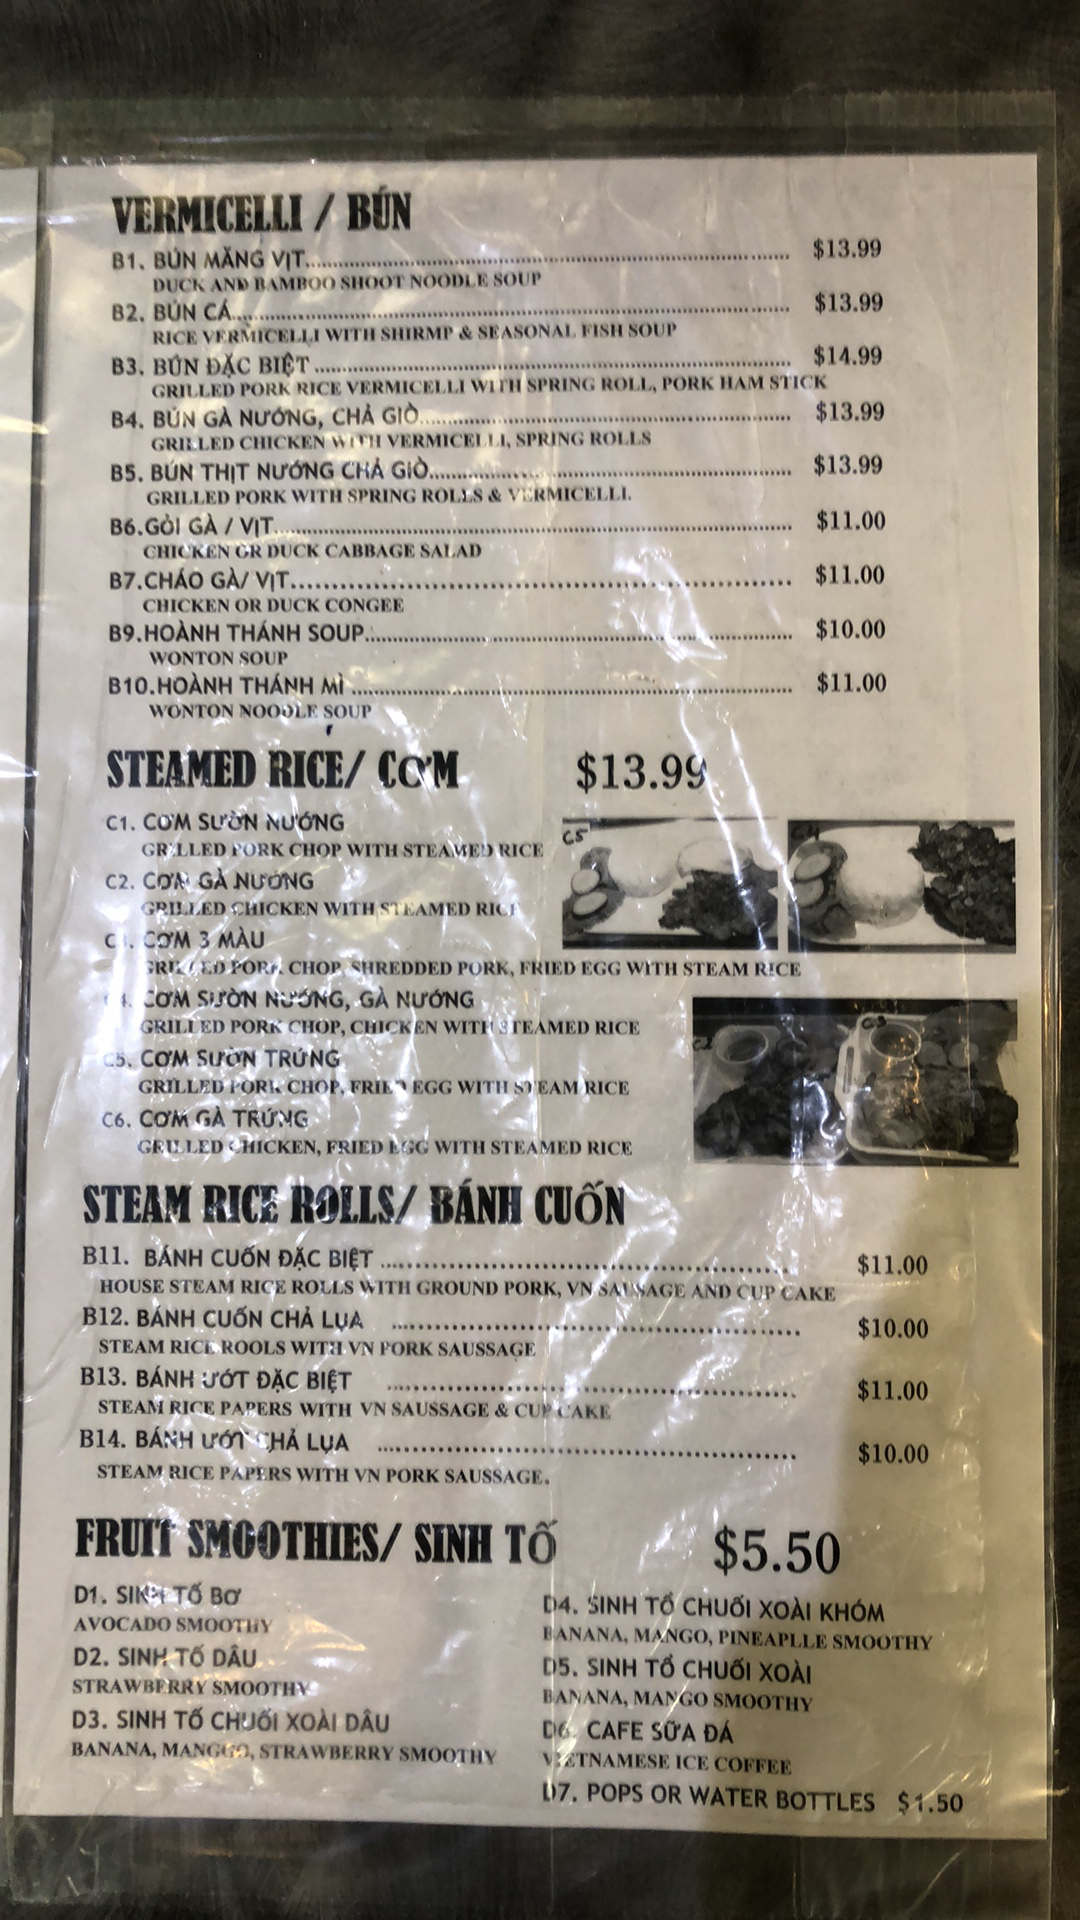 VERMICELLI / BÚN
B1. BÚN MĂNG VỊT........ $13.99
DUCK AND BAMBOO SHOOT NOODLE SOUP
B2. BÚN CÁ........ $13.99
RICE VERMICELLI WITH SHIRMP & SEASONAL FISH SOUP
B3. BÚN ĐẶC BIỆT........ $14.99
GRILLED PORK RICE VERMICELLI WITH SPRING ROLL, PORK HAM STICK
B4. BÚN GÀ NƯỚNG, CHẢ GIÒ........ $13.99
GRILLED CHICKEN WITH VERMICELLI, SPRING ROLLS
B5. BÚN THỊT NƯỚNG CHẢ GIÒ........ $13.99
GRILLED PORK WITH SPRING ROLLS & VERMICELLI.
B6.GỎI GÀ / VỊT........ $11.00
CHICKEN OR DUCK CABBAGE SALAD
B7.CHÁO GÀ/ VỊT........ $11.00
CHICKEN OR DUCK CONGEE
B9.HOÀNH THÁNH SOUP........ $10.00
WONTON SOUP
B10.HOÀNH THÁNH MÌ........ $11.00
WONTON NOODLE SOUP
STEAMED RICE/ CƠM $13.99
C1. CƠM SƯỜN NƯỚNG
GRILLED PORK CHOP WITH STEAMED RICE
C2. CƠM GÀ NƯỚNG
GRILLED CHICKEN WITH STEAMED RICE
C3. CƠM 3 MÀU
GRILLED PORK CHOP, SHREDDED PORK, FRIED EGG WITH STEAM RICE
C4. CƠM SƯỜN NƯỚNG, GÀ NƯỚNG
GRILLED PORK CHOP, CHICKEN WITH STEAMED RICE
C5. CƠM SƯỜN TRỨNG
GRILLED PORK CHOP, FRIED EGG WITH STEAM RICE
C6. CƠM GÀ TRỨNG
GRILLED CHICKEN, FRIED EGG WITH STEAMED RICE
C5
C4
C2
C3
STEAM RICE ROLLS/ BÁNH CUỐN
B11. BÁNH CUỐN ĐẶC BIỆT........ $11.00
HOUSE STEAM RICE ROLLS WITH GROUND PORK, VN SAUSAGE AND CUP CAKE
B12. BÁNH CUỐN CHẢ LỤA........ $10.00
STEAM RICE ROOLS WITH VN PORK SAUSSAGE
B13. BÁNH ƯỚT ĐẶC BIỆT........ $11.00
STEAM RICE PAPERS WITH VN SAUSSAGE & CUP CAKE
B14. BÁNH ƯỚT CHẢ LỤA........ $10.00
STEAM RICE PAPERS WITH VN PORK SAUSSAGE.
FRUIT SMOOTHIES/ SINH TỐ $5.50
D1. SINH TỐ BƠ
AVOCADO SMOOTHY
D2. SINH TỐ DÂU
STRAWBERRY SMOOTHY
D3. SINH TỐ CHUỐI XOÀI DÂU
BANANA, MANGGO, STRAWBERRY SMOOTHY
D4. SINH TỐ CHUỐI XOÀI KHÓM
BANANA, MANGO, PINEAPLLE SMOOTHY
D5. SINH TỐ CHUỐI XOÀI
BANANA, MANGO SMOOTHY
D6. CAFE SỮA ĐÁ
VIETNAMESE ICE COFFEE
D7. POPS OR WATER BOTTLES $1.50